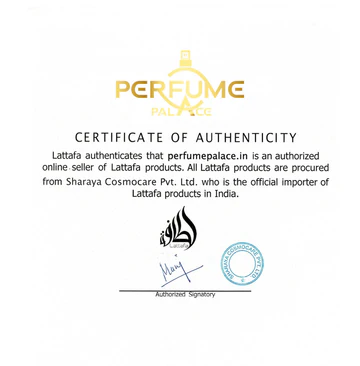 PERFUME
PALACE
CERTIFICATE OF AUTHENTICITY
Lattafa authenticates that perfumepalace.in is an authorized
online seller of Lattafa products. All Lattafa products are procured
from Sharaya Cosmocare Pvt. Ltd. who is the official importer of
Lattafa products in India.
لطافة
Lattafa
SHARAYA COSMOCARE PVT. LTD.
Authorized Signatory